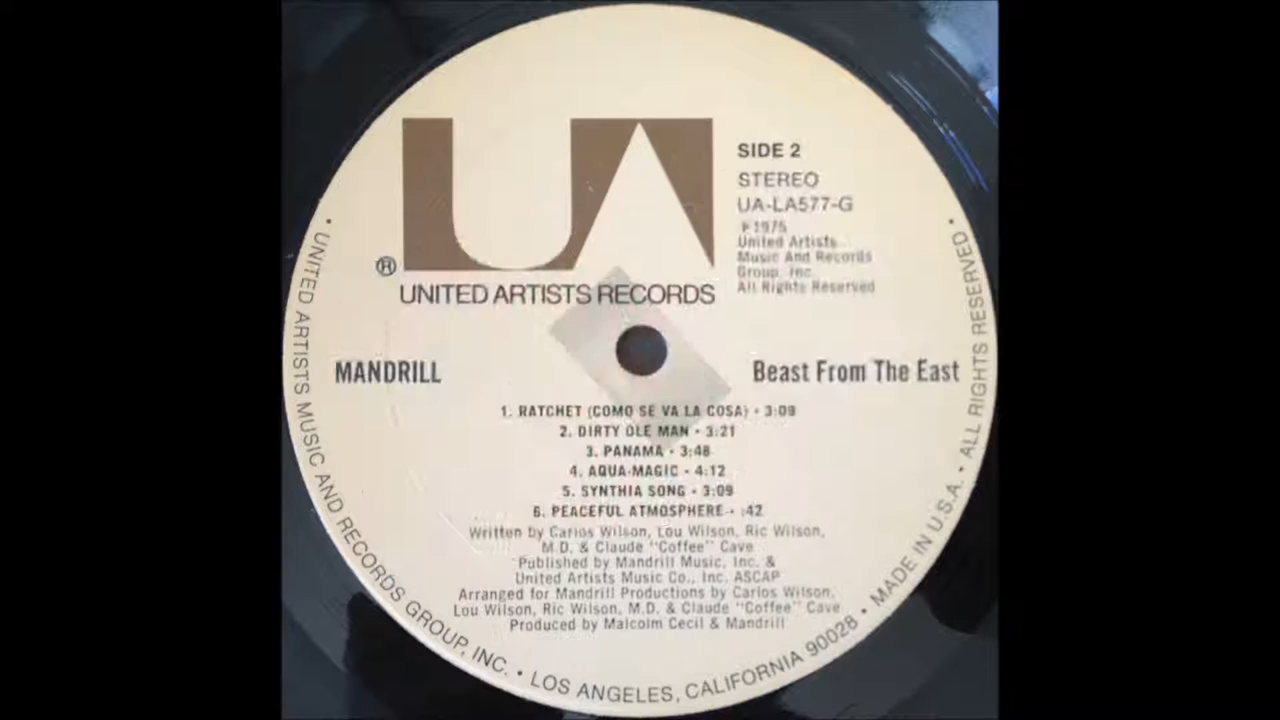 UA
®
UNITED ARTISTS RECORDS
SIDE 2
STEREO
UA-LA577-G
℗1975
United Artists
Music And Records
Group, Inc.
All Rights Reserved
MANDRILL
Beast From The East
1. RATCHET (COMO SE VA LA COSA) • 3:09
2. DIRTY OLE MAN • 3:21
3. PANAMA • 3:48
4. AQUA-MAGIC • 4:12
5. SYNTHIA SONG • 3:09
6. PEACEFUL ATMOSPHERE • :42
Written by Carlos Wilson, Lou Wilson, Ric Wilson,
M.D. & Claude "Coffee" Cave
Published by Mandrill Music, Inc. &
United Artists Music Co., Inc. ASCAP
Arranged for Mandrill Productions by Carlos Wilson,
Lou Wilson, Ric Wilson, M.D. & Claude "Coffee" Cave
Produced by Malcolm Cecil & Mandrill
• UNITED ARTISTS MUSIC AND RECORDS GROUP, INC. • LOS ANGELES, CALIFORNIA 90028 • MADE IN U.S.A. • ALL RIGHTS RESERVED •